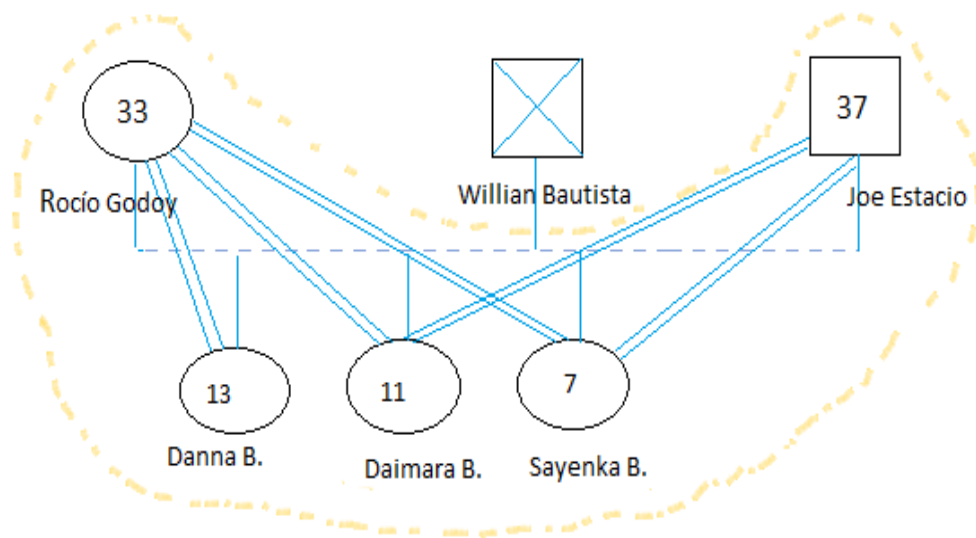 33
37
Rocío Godoy
Willian Bautista
Joe Estacio
13
11
7
Danna B.
Daimara B.
Sayenka B.